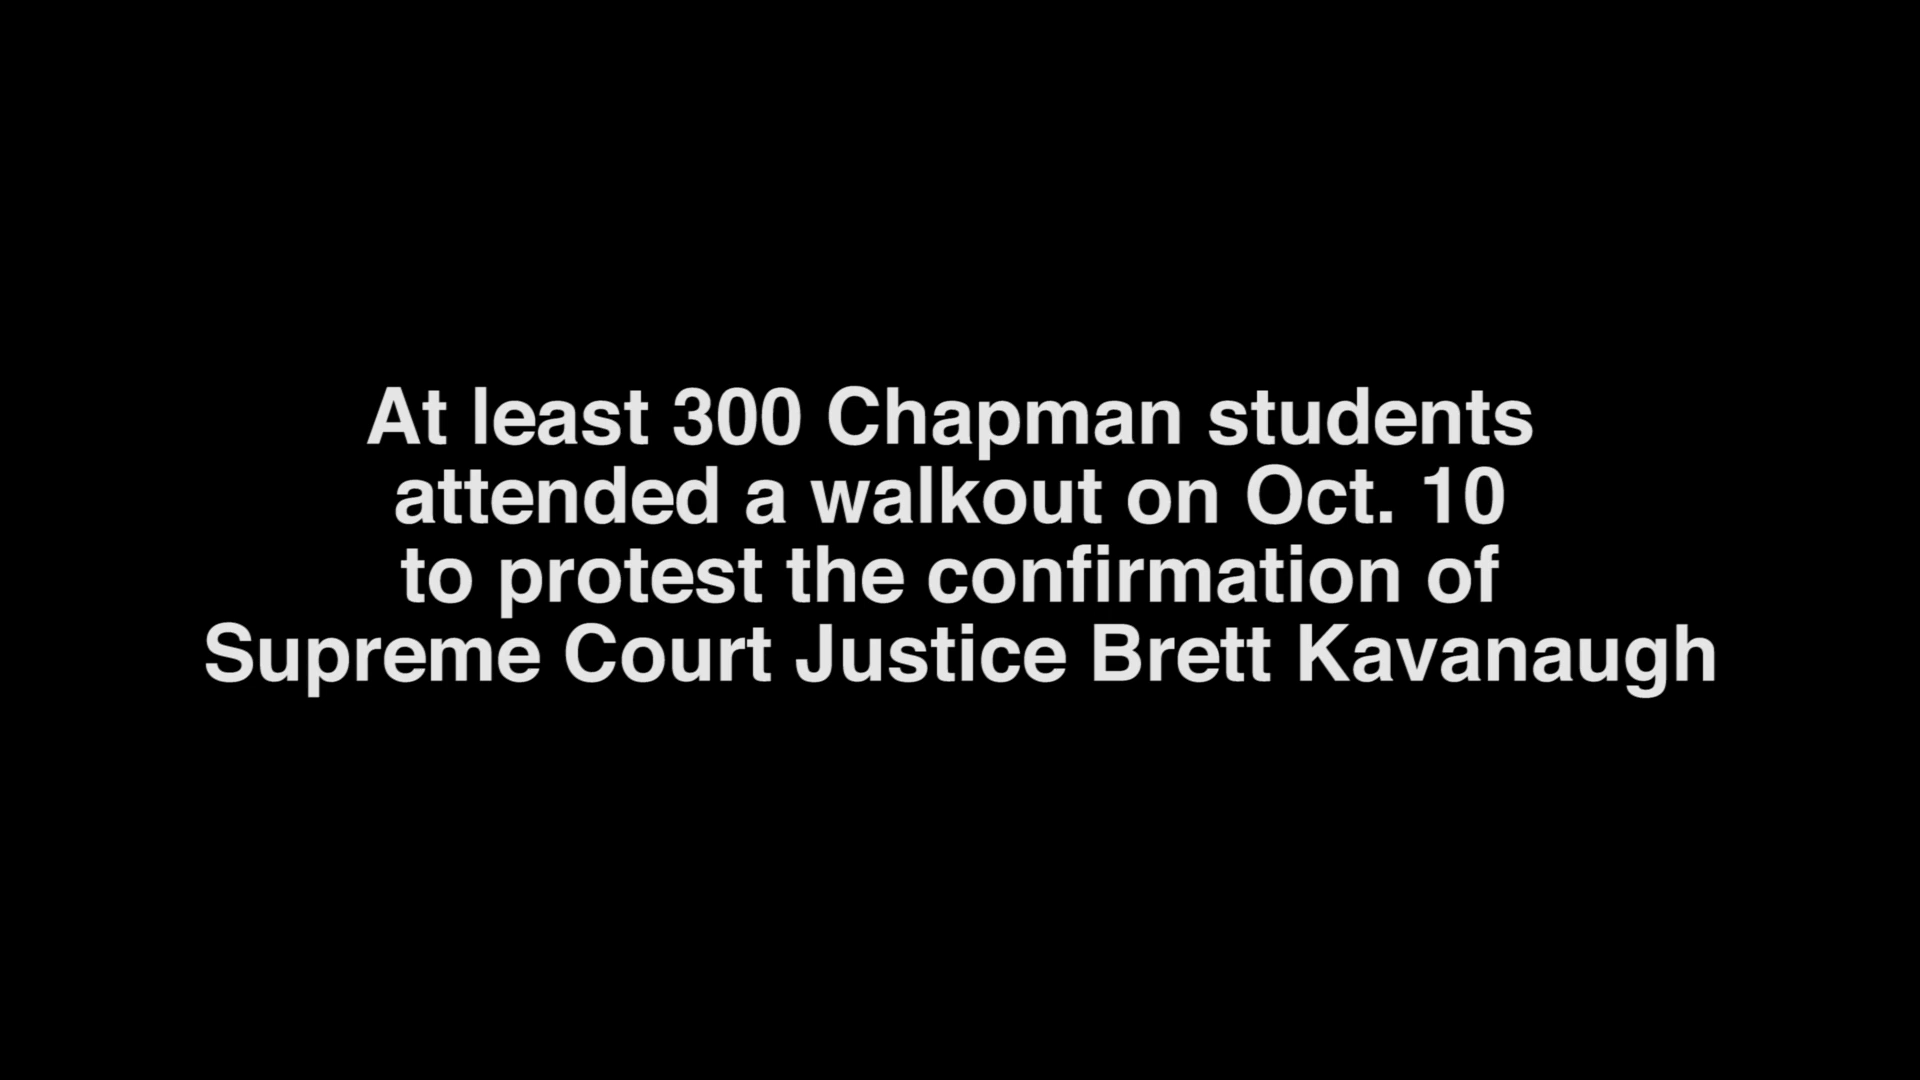 At least 300 Chapman students
attended a walkout on Oct. 10
to protest the confirmation of
Supreme Court Justice Brett Kavanaugh